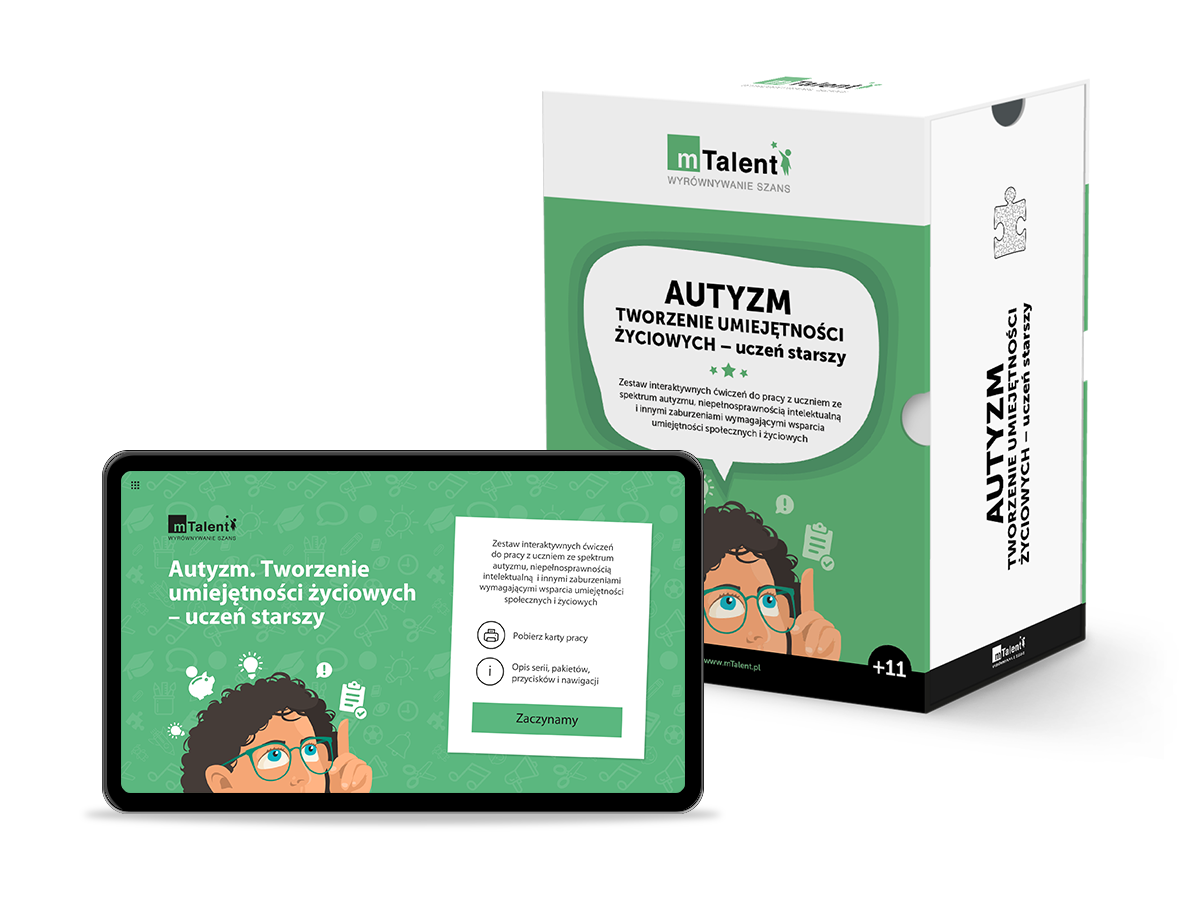 mTalent
WYRÓWNYWANIE SZANS
mTalent
WYRÓWNYWANIE SZANS
AUTYZM
TWORZENIE UMIEJĘTNOŚCI
ŻYCIOWYCH – uczeń starszy
Zestaw interaktywnych ćwiczeń do pracy z uczniem ze
spektrum autyzmu, niepełnosprawnością intelektualną
i innymi zaburzeniami wymagającymi wsparcia
umiejętności społecznych i życiowych
www.mTalent.pl
+11
AUTYZM
TWORZENIE UMIEJĘTNOŚCI
ŻYCIOWYCH – uczeń starszy
mTalent
mTalent
WYRÓWNYWANIE SZANS
Autyzm. Tworzenie
umiejętności życiowych
– uczeń starszy
Zestaw interaktywnych ćwiczeń
do pracy z uczniem ze spektrum
autyzmu, niepełnosprawnością
intelektualną i innymi zaburzeniami
wymagającymi wsparcia umiejętności
społecznych i życiowych
Pobierz karty pracy
Opis serii, pakietów,
przycisków i nawigacji
Zaczynamy